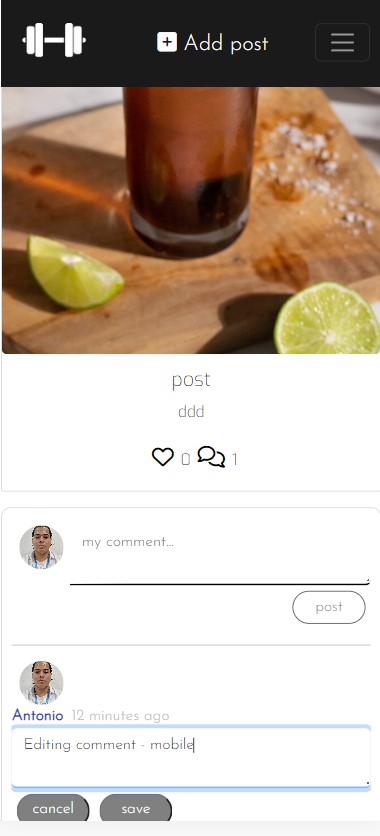 Add post
post
ddd
0 1
my comment...
post
Antonio 12 minutes ago
Editing comment - mobile
cancel save